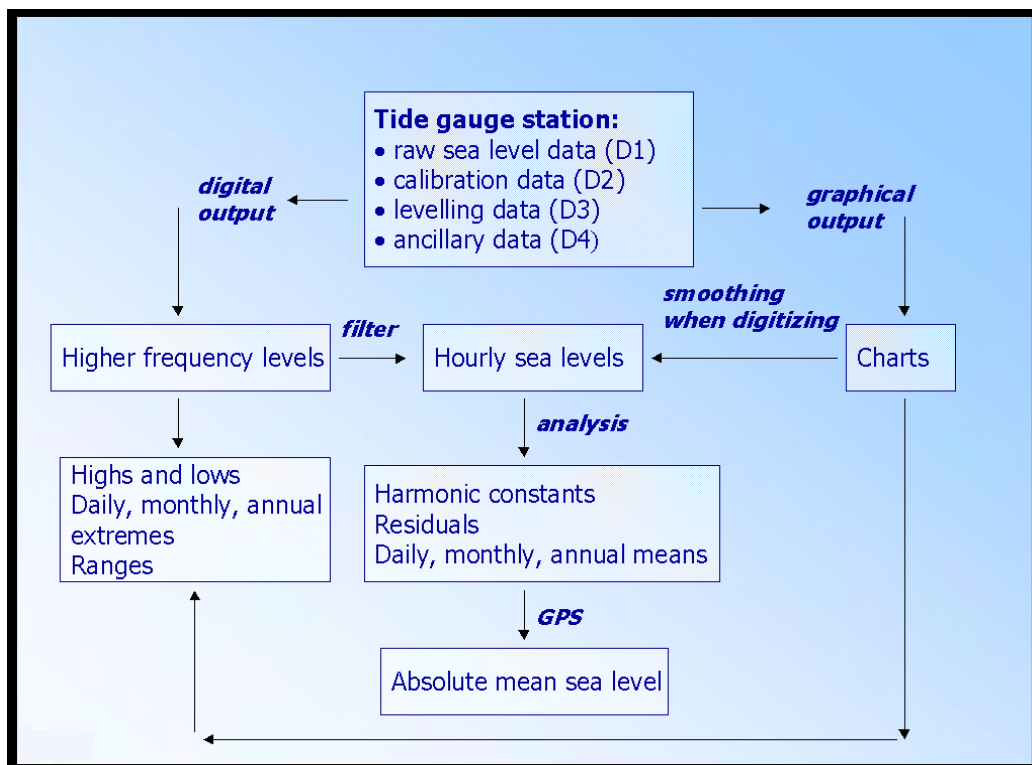 Tide gauge station:
• raw sea level data (D1)
• calibration data (D2)
• levelling data (D3)
• ancillary data (D4)
digital
output
graphical
output
smoothing
when digitizing
filter
Higher frequency levels
Hourly sea levels
Charts
analysis
Highs and lows
Daily, monthly, annual
extremes
Ranges
Harmonic constants
Residuals
Daily, monthly, annual means
GPS
Absolute mean sea level